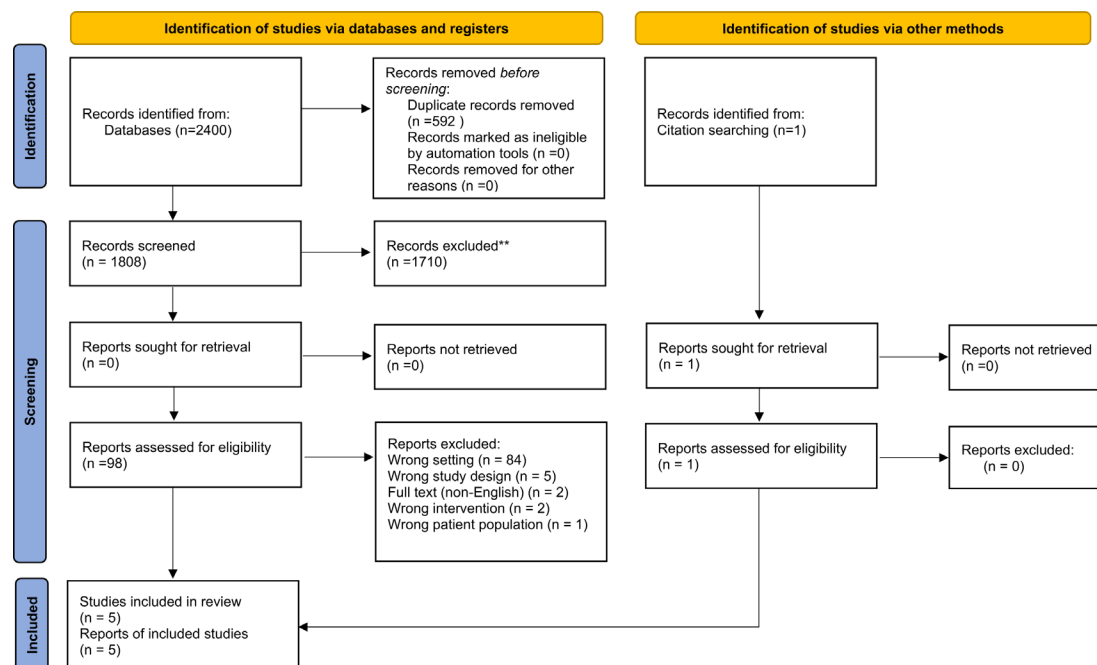 Identification of studies via databases and registers
Identification of studies via other methods
Identification
Records identified from:
Databases (n=2400)
Records removed before
screening:
Duplicate records removed
(n =592 )
Records marked as ineligible
by automation tools (n =0)
Records removed for other
reasons (n =0)
Records identified from:
Citation searching (n=1)
Screening
Records screened
(n = 1808)
Records excluded**
(n =1710)
Reports sought for retrieval
(n =0)
Reports not retrieved
(n =0)
Reports sought for retrieval
(n = 1)
Reports not retrieved
(n =0)
Reports assessed for eligibility
(n =98)
Reports excluded:
Wrong setting (n = 84)
Wrong study design (n = 5)
Full text (non-English) (n = 2)
Wrong intervention (n = 2)
Wrong patient population (n = 1)
Reports assessed for eligibility
(n = 1)
Reports excluded:
(n = 0)
Included
Studies included in review
(n = 5)
Reports of included studies
(n = 5)